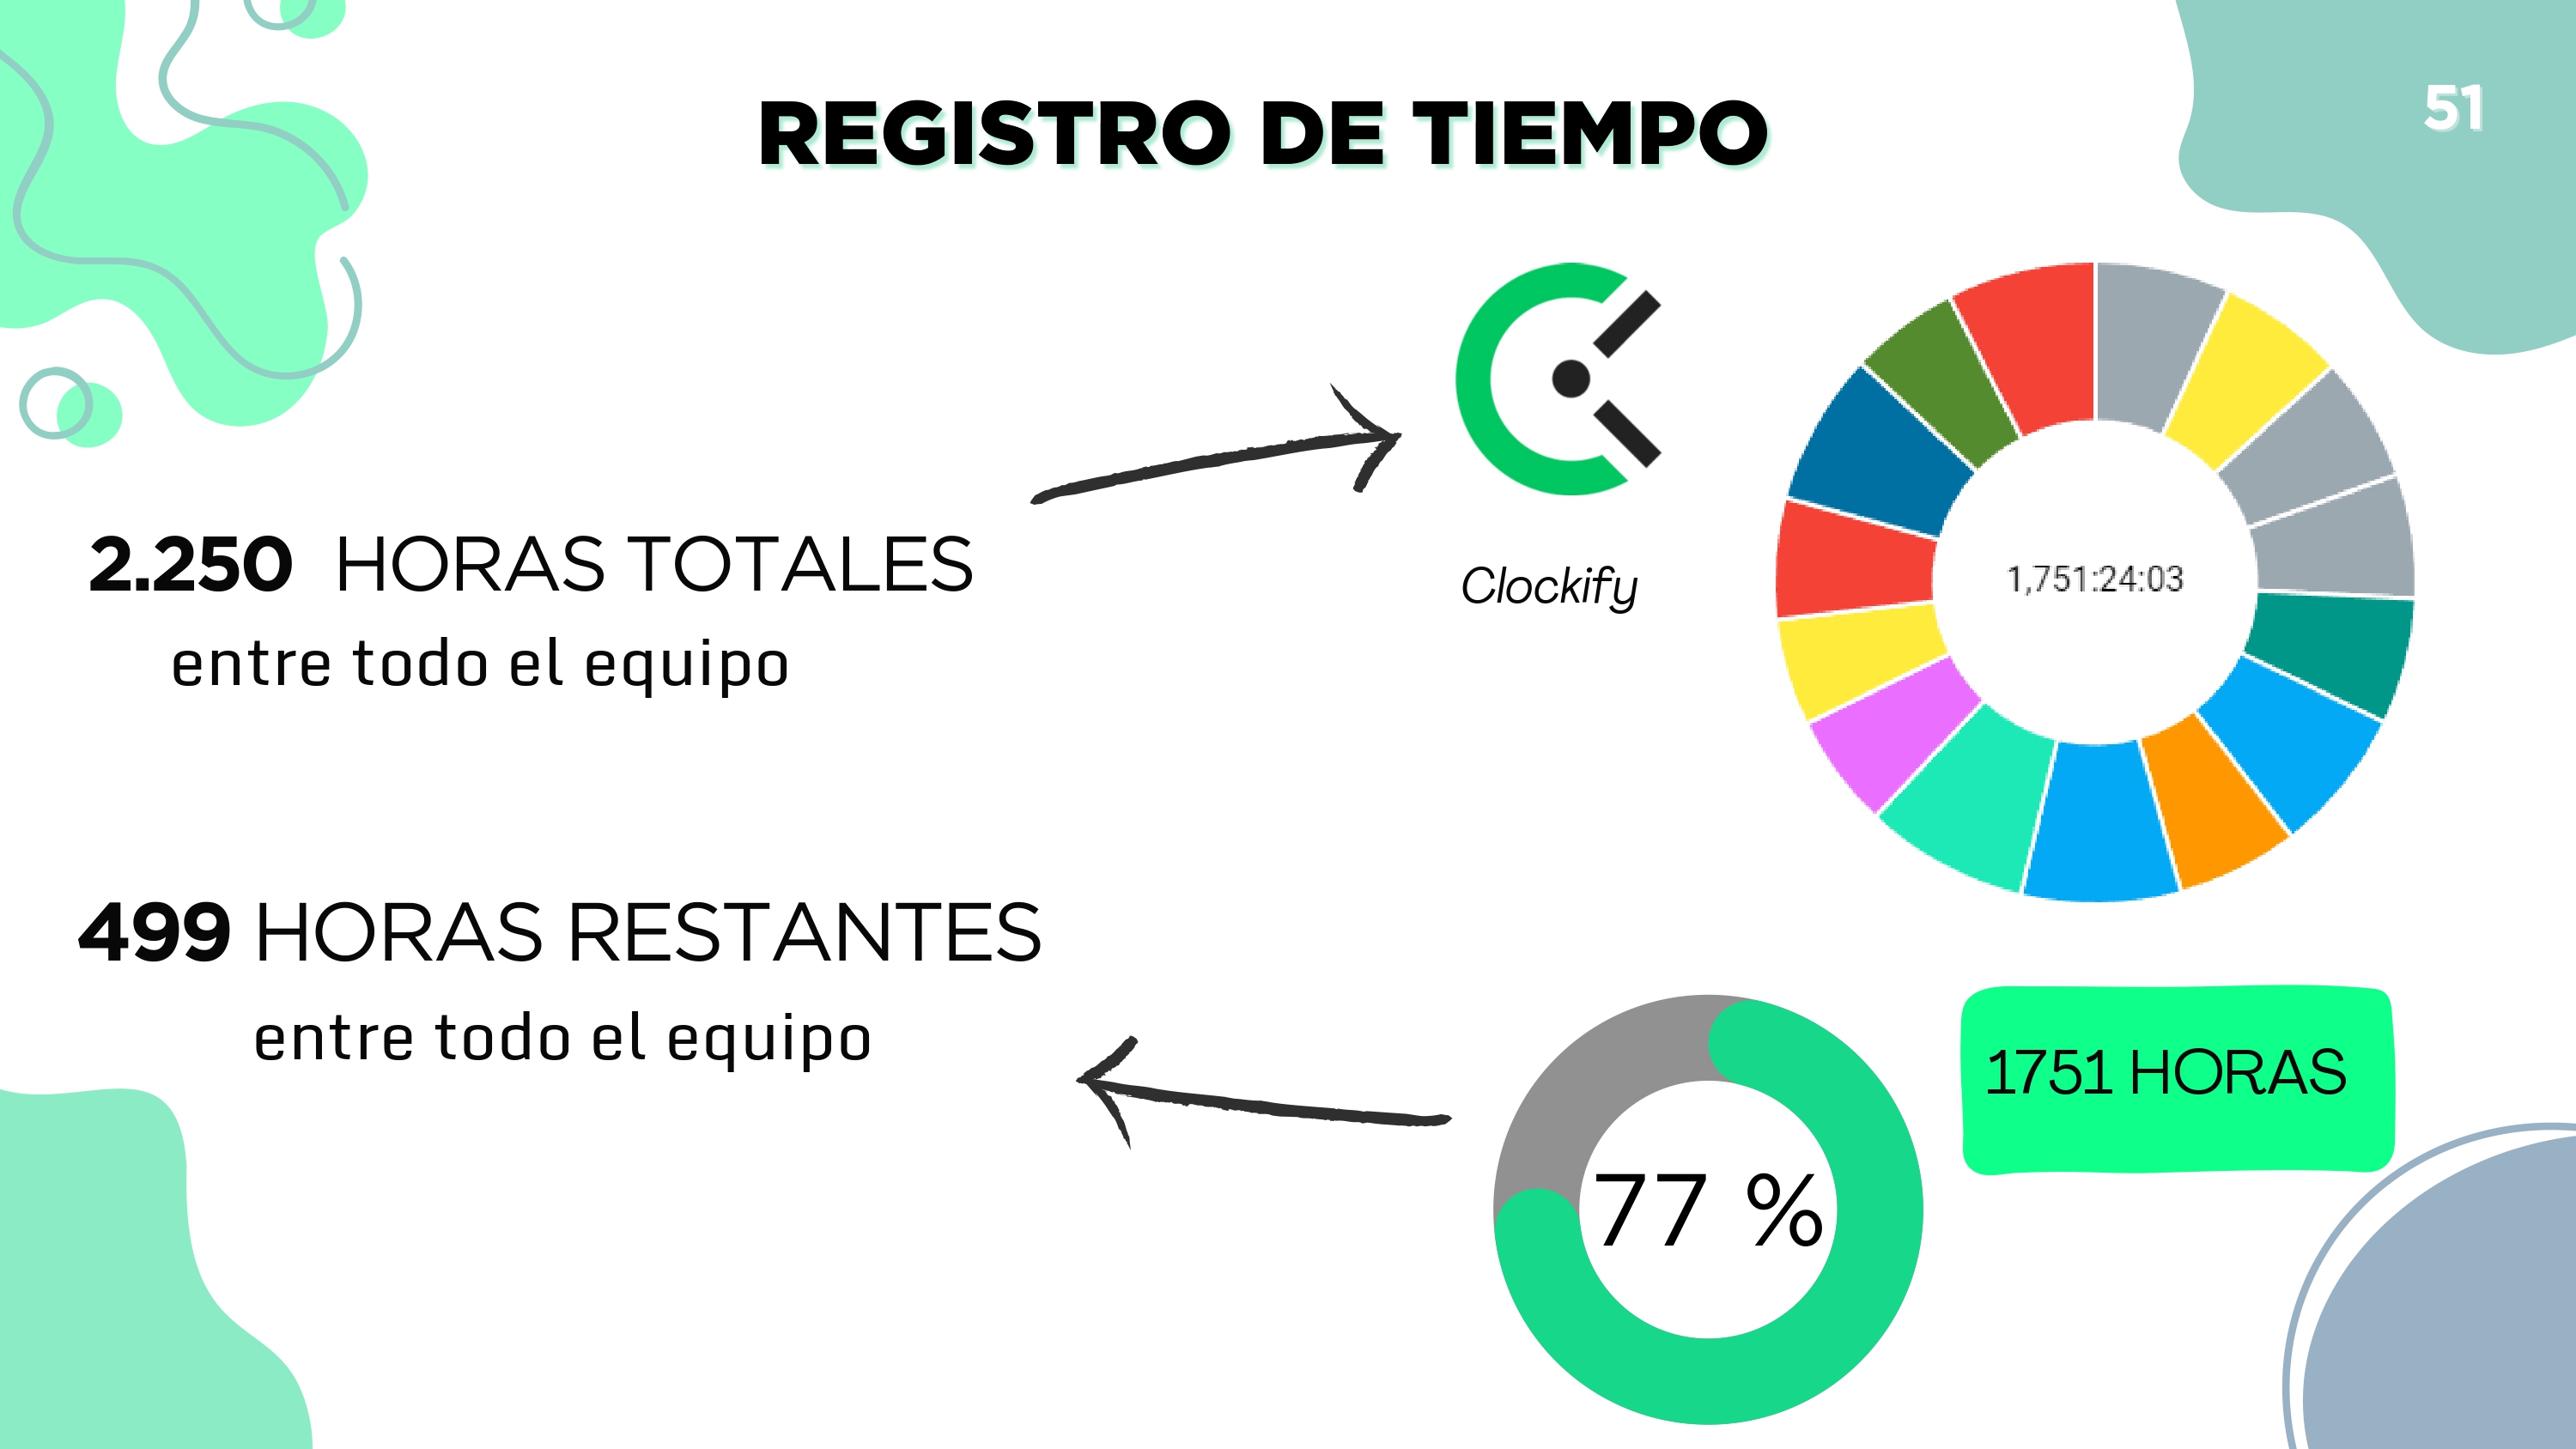 REGISTRO DE TIEMPO
51
2.250 HORAS TOTALES
entre todo el equipo
Clockify
1,751:24:03
499 HORAS RESTANTES
entre todo el equipo
77 %
1751 HORAS